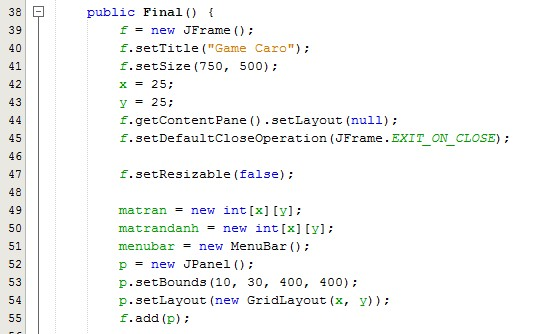 38 public Final() {
39 f = new JFrame();
40 f.setTitle("Game Caro");
41 f.setSize(750, 500);
42 x = 25;
43 y = 25;
44 f.getContentPane().setLayout(null);
45 f.setDefaultCloseOperation(JFrame.EXIT_ON_CLOSE);
46
47 f.setResizable(false);
48
49 matran = new int[x][y];
50 matrandanh = new int[x][y];
51 menubar = new MenuBar();
52 p = new JPanel();
53 p.setBounds(10, 30, 400, 400);
54 p.setLayout(new GridLayout(x, y));
55 f.add(p);